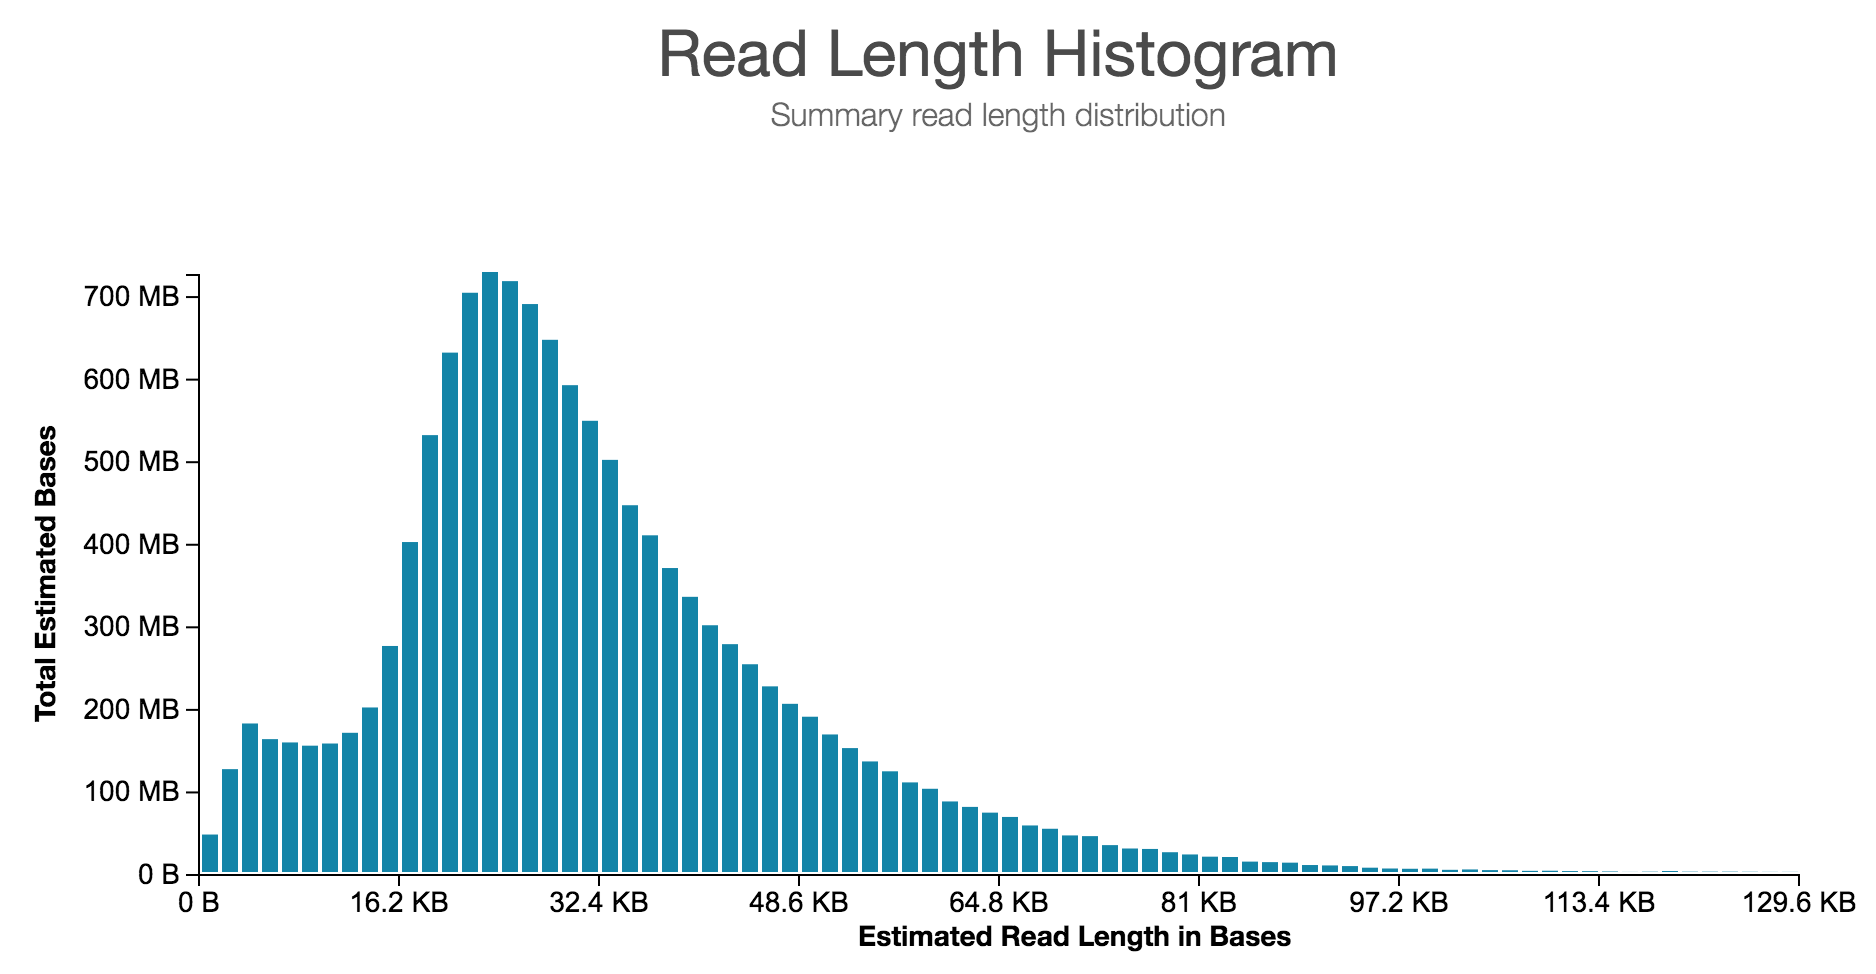 Read Length Histogram
Summary read length distribution
700 MB
600 MB
500 MB
400 MB
300 MB
200 MB
100 MB
0 B
Total Estimated Bases
0 B 16.2 KB 32.4 KB 48.6 KB 64.8 KB 81 KB 97.2 KB 113.4 KB 129.6 KB
Estimated Read Length in Bases